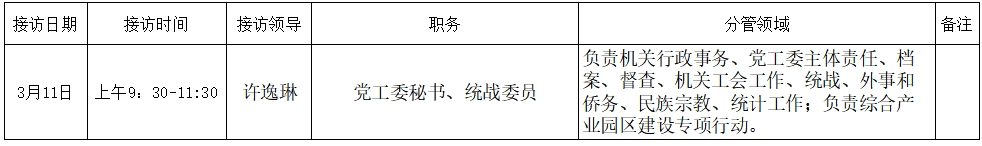 接访日期 接访时间 接访领导 职务 分管领域 备注
3月11日 上午9：30-11:30 许逸琳 党工委秘书、统战委员 负责机关行政事务、党工委主体责任、档
案、督查、机关工会工作、统战、外事和
侨务、民族宗教、统计工作；负责综合产
业园区建设专项行动。